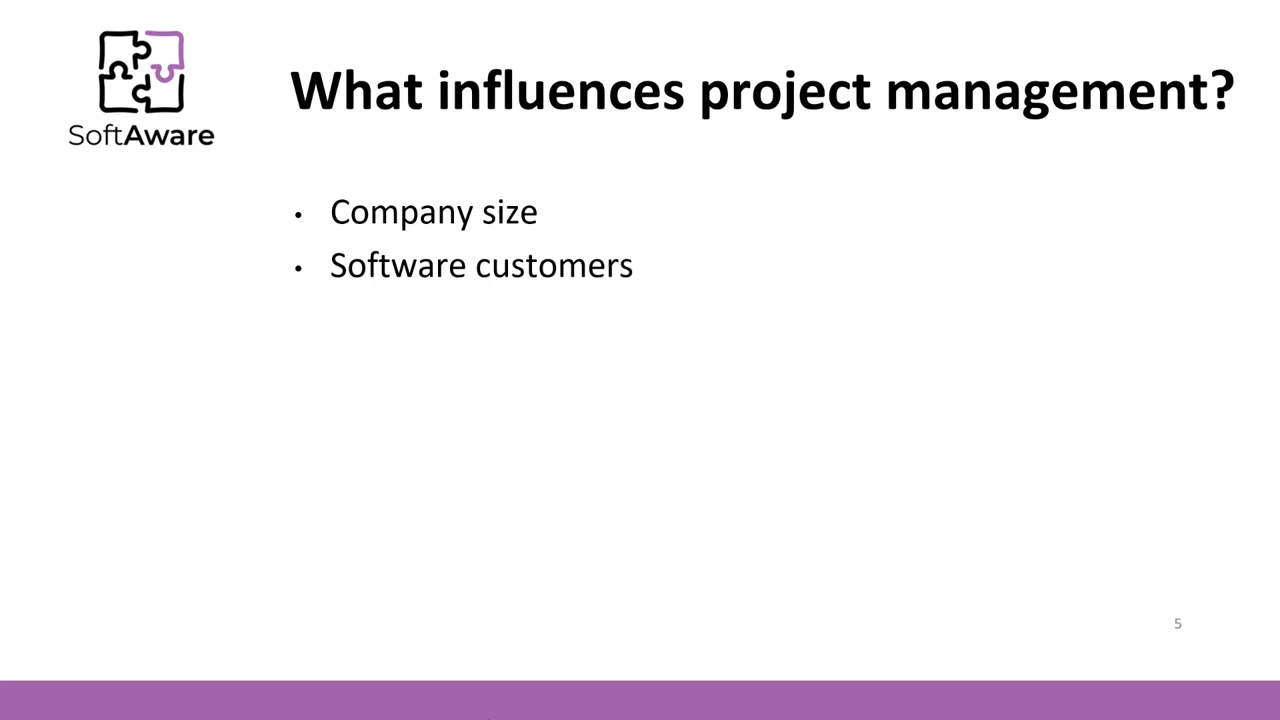 SoftAware
What influences project management?
• Company size
• Software customers
5